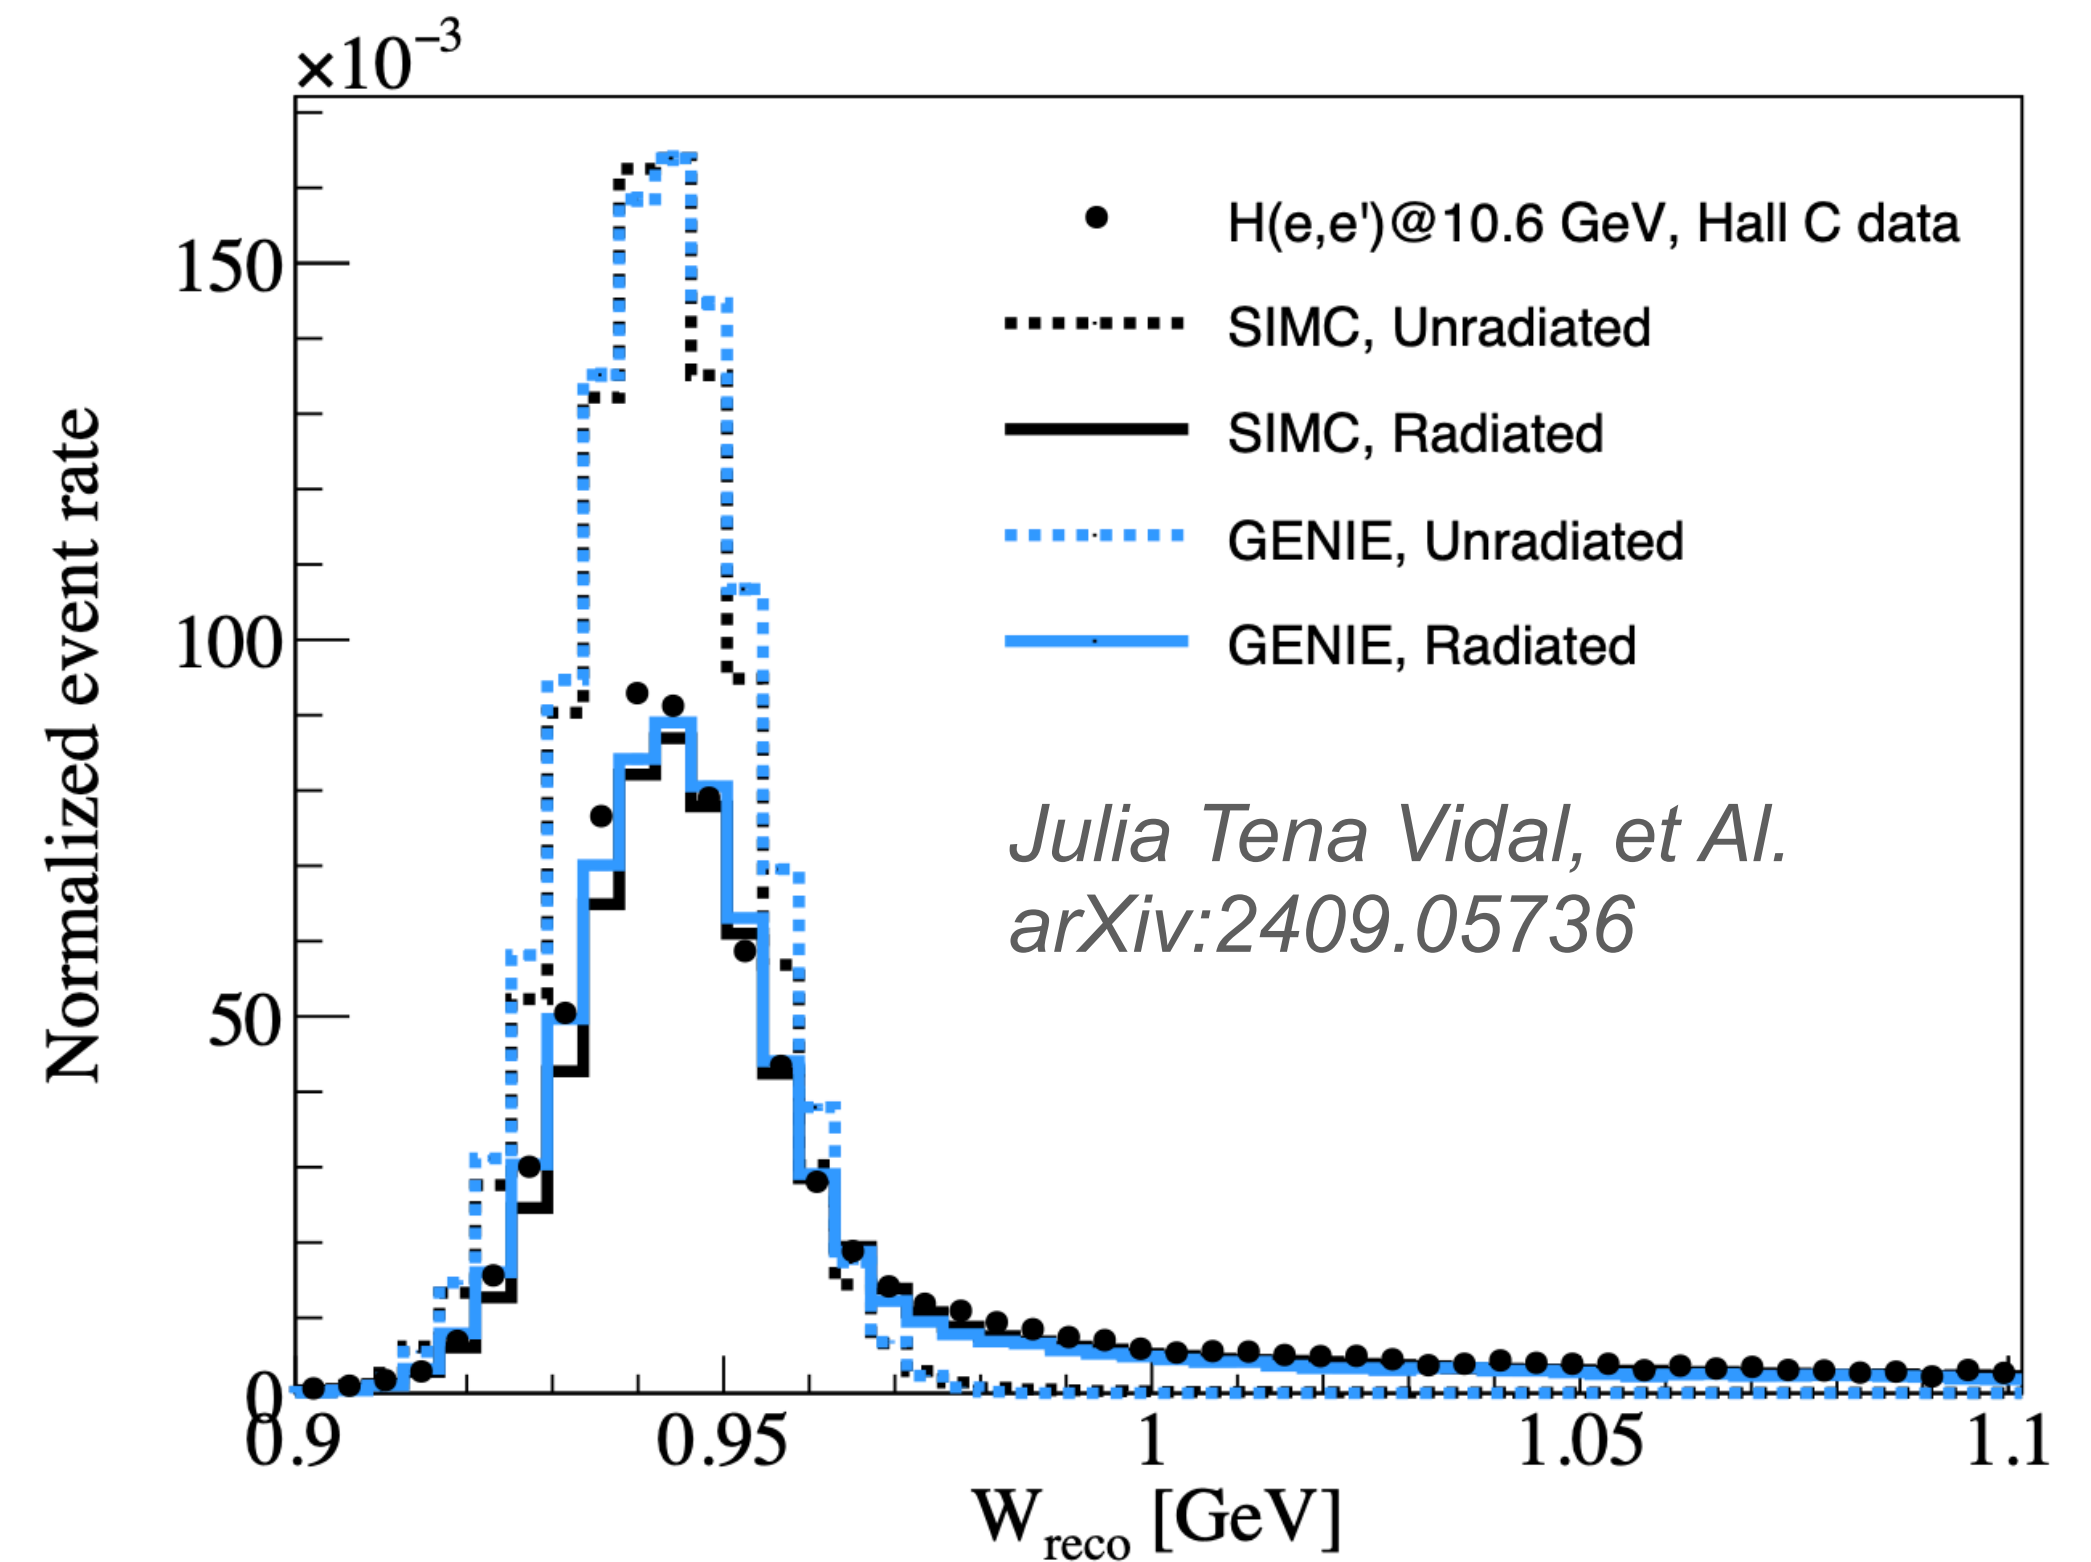 ×10⁻³
Normalized event rate
150
100
50
0
H(e,e')@10.6 GeV, Hall C data
SIMC, Unradiated
SIMC, Radiated
GENIE, Unradiated
GENIE, Radiated
Julia Tena Vidal, et Al.
arXiv:2409.05736
0.9 0.95 1 1.05 1.1
W_reco [GeV]